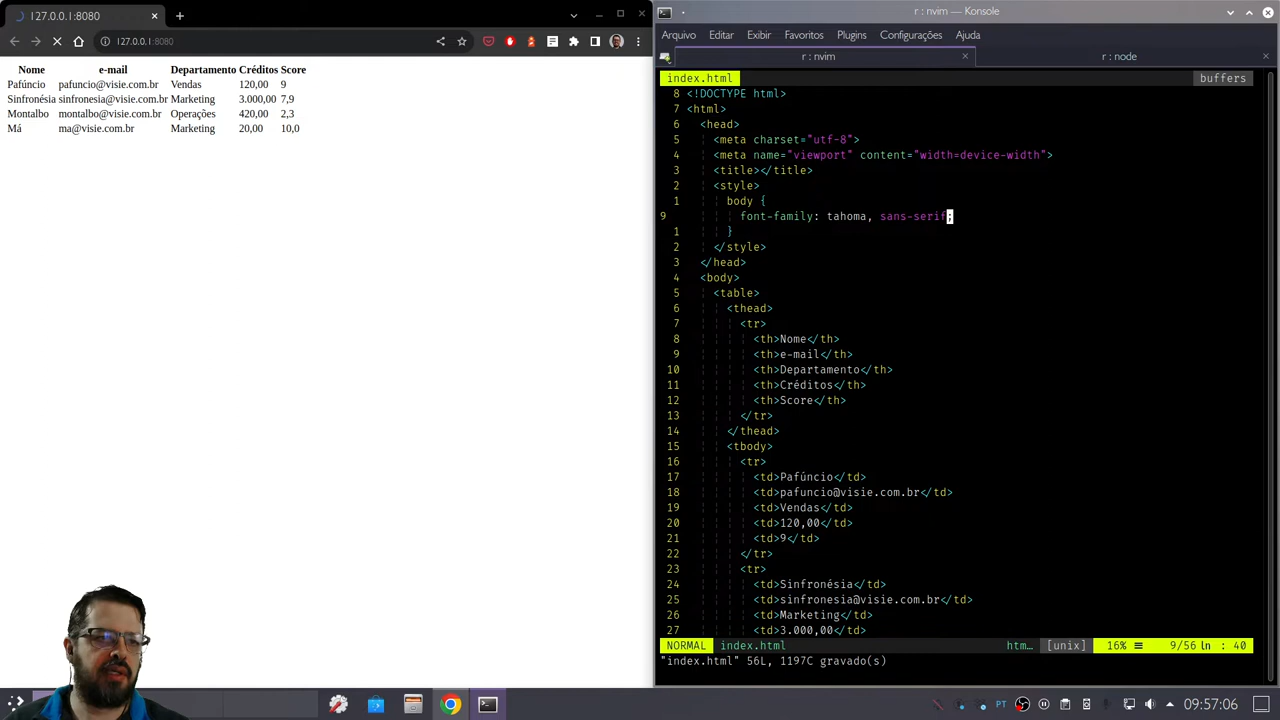 127.0.0.1:8080
127.0.0.1:8080
Nome e-mail Departamento Créditos Score
Pafúncio pafuncio@visie.com.br Vendas 120,00 9
Sinfronésia sinfronesia@visie.com.br Marketing 3.000,00 7,9
Montalbo montalbo@visie.com.br Operações 420,00 2,3
Má ma@visie.com.br Marketing 20,00 10,0
r : nvim — Konsole
Arquivo Editar Exibir Favoritos Plugins Configurações Ajuda
r : nvim r : node
index.html buffers
8 <!DOCTYPE html>
7 <html>
6 <head>
5 <meta charset="utf-8">
4 <meta name="viewport" content="width=device-width">
3 <title></title>
2 <style>
1 body {
9 font-family: tahoma, sans-serif;
1 }
2 </style>
3 </head>
4 <body>
5 <table>
6 <thead>
7 <tr>
8 <th>Nome</th>
9 <th>e-mail</th>
10 <th>Departamento</th>
11 <th>Créditos</th>
12 <th>Score</th>
13 </tr>
14 </thead>
15 <tbody>
16 <tr>
17 <td>Pafúncio</td>
18 <td>pafuncio@visie.com.br</td>
19 <td>Vendas</td>
20 <td>120,00</td>
21 <td>9</td>
22 </tr>
23 <tr>
24 <td>Sinfronésia</td>
25 <td>sinfronesia@visie.com.br</td>
26 <td>Marketing</td>
27 <td>3.000,00</td>
NORMAL index.html htm… [unix] 16% ☰ 9/56 ln : 40
"index.html" 56L, 1197C gravado(s)
PT 09:57:06